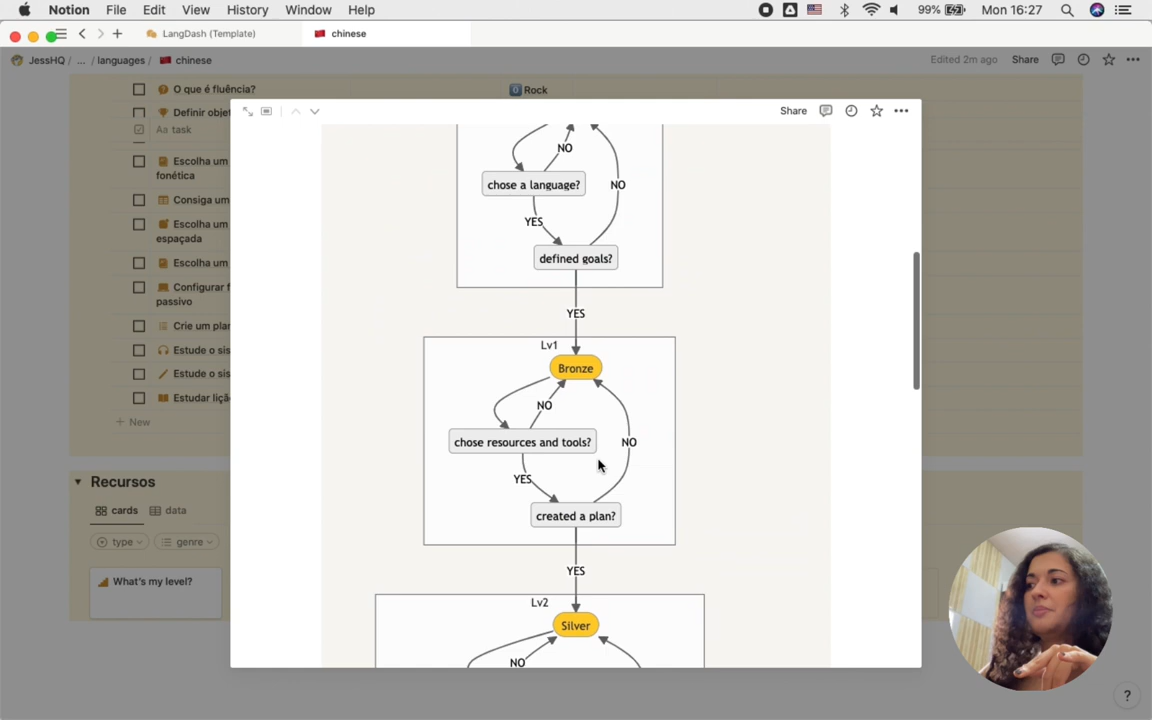 Notion File Edit View History Window Help 99% Mon 16:27
LangDash (Template) chinese
JessHQ / ... / languages / chinese Edited 2m ago Share
O que é fluência? Rock
Definir objet
Aa task
Escolha um
fonética
Consiga um
Escolha um
espaçada
Escolha um
Configurar f
passivo
Crie um plan
Estude o sis
Estude o sis
Estudar liçã
+ New
Recursos
cards data
type genre
What's my level?
Share
NO
chose a language? NO
YES
defined goals?
YES
Lv1
Bronze
NO
chose resources and tools? NO
YES
created a plan?
YES
Lv2
Silver
NO
?